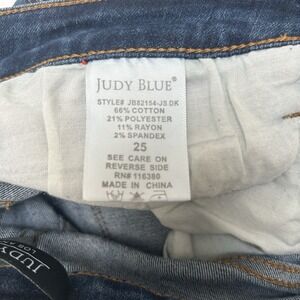 JUDY BLUE®
STYLE# JB82154-JS.DK
66% COTTON
21% POLYESTER
11% RAYON
2% SPANDEX
25
SEE CARE ON
REVERSE SIDE
RN# 116380
MADE IN CHINA
JUDY
LOS A